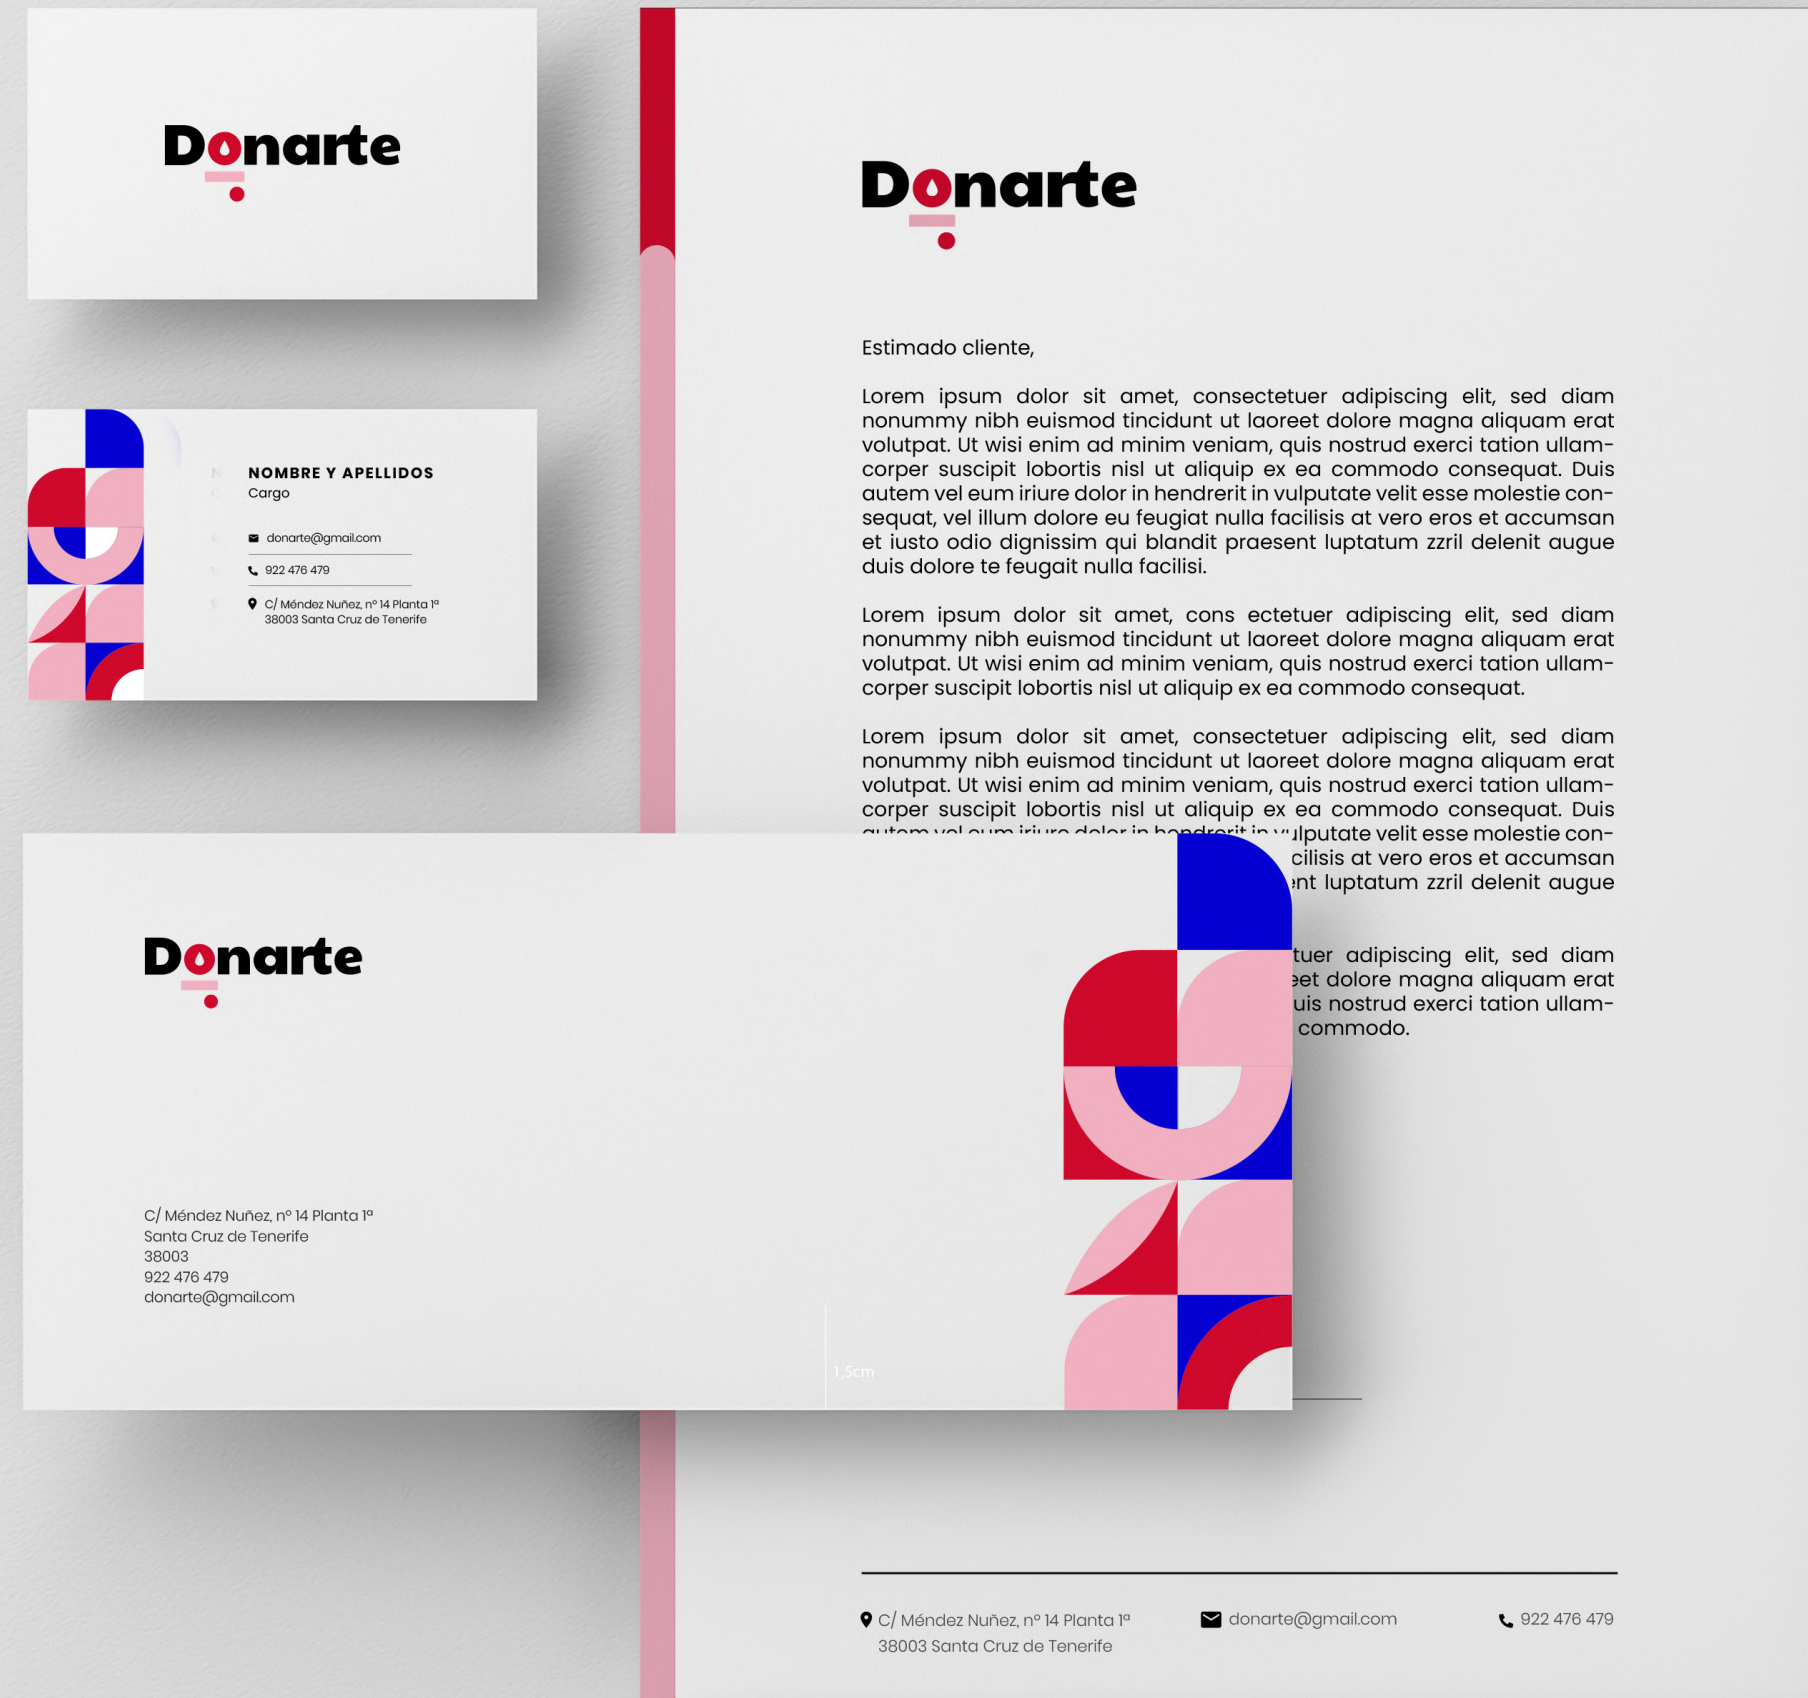 Donarte
NOMBRE Y APELLIDOS
Cargo
donarte@gmail.com
922 476 479
C/ Méndez Nuñez, nº 14 Planta 1ª
38003 Santa Cruz de Tenerife
Donarte
Estimado cliente,
Lorem ipsum dolor sit amet, consectetuer adipiscing elit, sed diam
nonummy nibh euismod tincidunt ut laoreet dolore magna aliquam erat
volutpat. Ut wisi enim ad minim veniam, quis nostrud exerci tation ullam-
corper suscipit lobortis nisl ut aliquip ex ea commodo consequat. Duis
autem vel eum iriure dolor in hendrerit in vulputate velit esse molestie con-
sequat, vel illum dolore eu feugiat nulla facilisis at vero eros et accumsan
et iusto odio dignissim qui blandit praesent luptatum zzril delenit augue
duis dolore te feugait nulla facilisi.
Lorem ipsum dolor sit amet, cons ectetuer adipiscing elit, sed diam
nonummy nibh euismod tincidunt ut laoreet dolore magna aliquam erat
volutpat. Ut wisi enim ad minim veniam, quis nostrud exerci tation ullam-
corper suscipit lobortis nisl ut aliquip ex ea commodo consequat.
Lorem ipsum dolor sit amet, consectetuer adipiscing elit, sed diam
nonummy nibh euismod tincidunt ut laoreet dolore magna aliquam erat
volutpat. Ut wisi enim ad minim veniam, quis nostrud exerci tation ullam-
corper suscipit lobortis nisl ut aliquip ex ea commodo consequat. Duis
autem vel eum iriure dolor in hendrerit in vulputate velit esse molestie con-
cilisis at vero eros et accumsan
ent luptatum zzril delenit augue
tuer adipiscing elit, sed diam
eet dolore magna aliquam erat
uis nostrud exerci tation ullam-
commodo.
C/ Méndez Nuñez, nº 14 Planta 1ª
38003 Santa Cruz de Tenerife
donarte@gmail.com
922 476 479
Donarte
C/ Méndez Nuñez, nº 14 Planta 1ª
Santa Cruz de Tenerife
38003
922 476 479
donarte@gmail.com
1,5cm